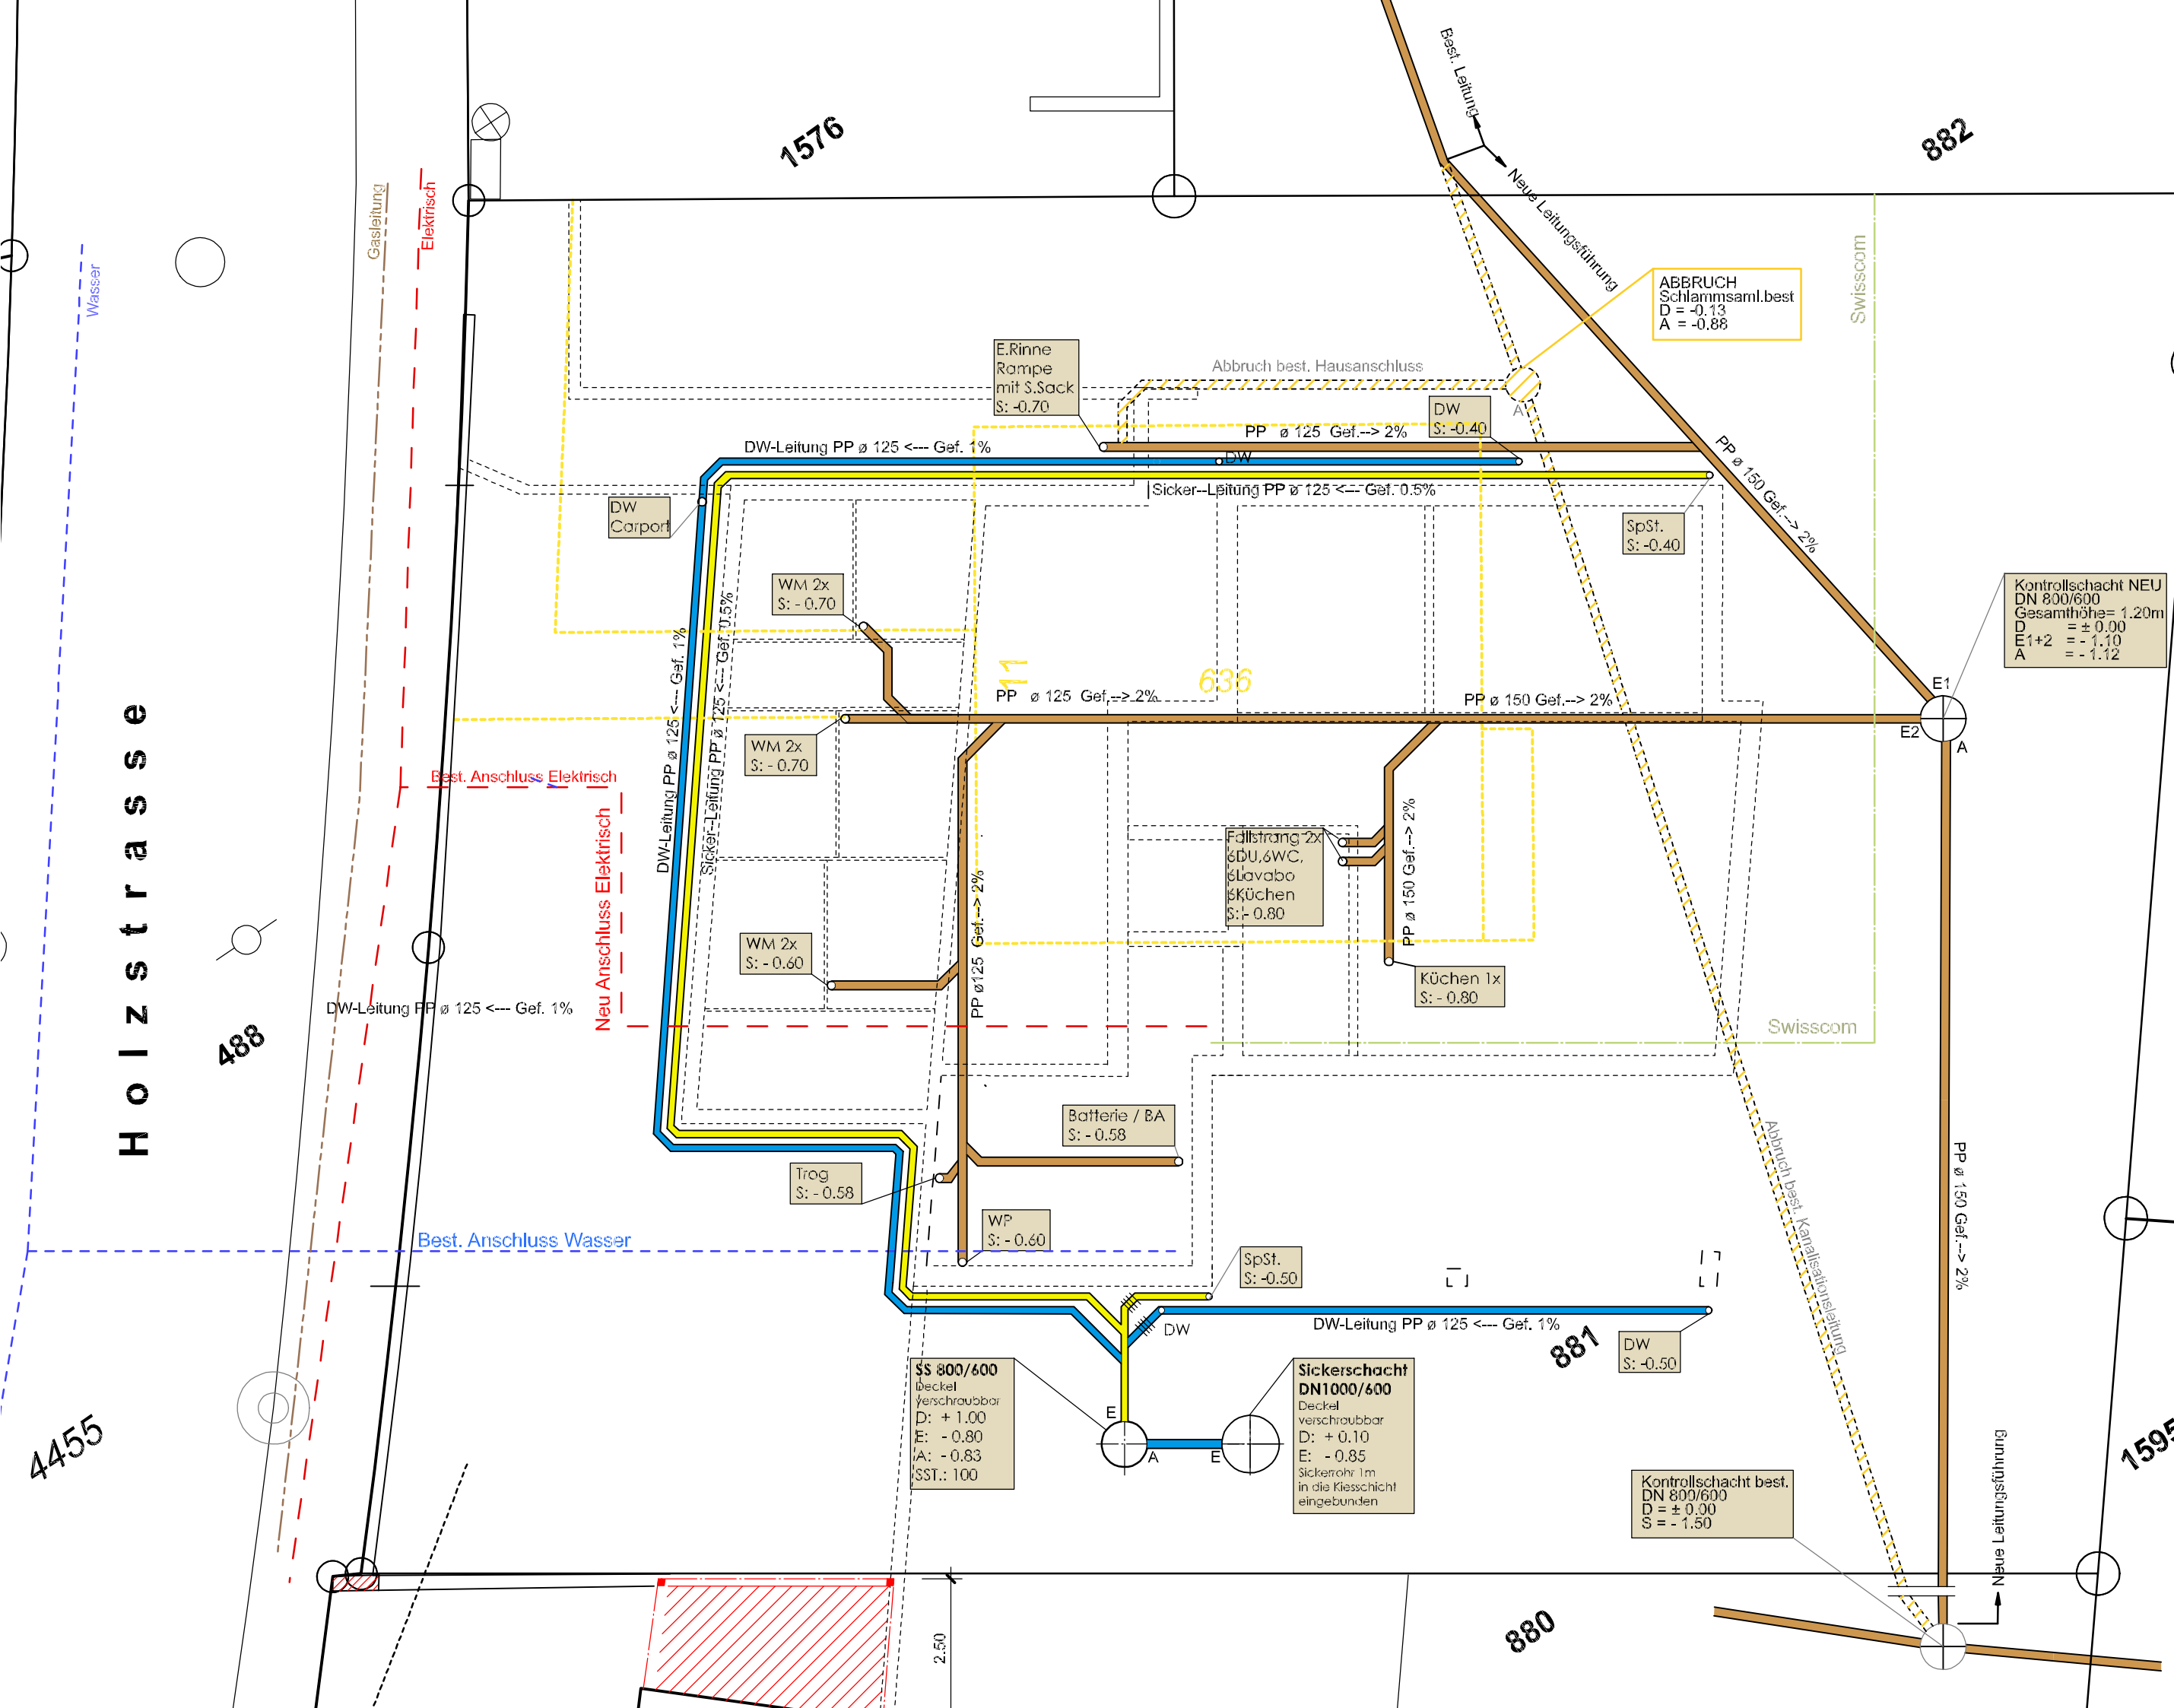 Best. Leitung
Neue Leitungsführung
1576
882
Gasleitung
Elektrisch
Wasser
Swisscom
ABBRUCH
Schlammsaml.best
D = -0.13
A = -0.88
E.Rinne
Rampe
mit S.Sack
S: -0.70
Abbruch best. Hausanschluss
A
DW
S: -0.40
PP ø 125 Gef.--> 2%
DW-Leitung PP ø 125 <--- Gef. 1%
DW
PP ø 150 Gef.--> 2%
Sicker--Leitung PP ø 125 <--- Gef. 0.5%
DW
Carport
SpSt.
S: -0.40
WM 2x
S: - 0.70
Kontrollschacht NEU
DN 800/600
Gesamthöhe= 1.20m
D = ± 0.00
E1+2 = - 1.10
A = - 1.12
DW-Leitung PP ø 125 <--- Gef. 1%
Sicker--Leitung PP ø 125 <--- Gef. 0.5%
11
636
PP ø 125 Gef.--> 2%
PP ø 150 Gef.--> 2%
E1
E2
A
Holzstrasse
WM 2x
S: - 0.70
Best. Anschluss Elektrisch
Neu Anschluss Elektrisch
Fallstrang 2x
6DU,6WC,
6Lavabo
6Küchen
S: - 0.80
PP ø 150 Gef.--> 2%
PP ø125 Gef.--> 2%
WM 2x
S: - 0.60
Küchen 1x
S: - 0.80
DW-Leitung PP ø 125 <--- Gef. 1%
488
Swisscom
Batterie / BA
S: - 0.58
Abbruch best. Kanalisationsleitung
PP ø 150 Gef.--> 2%
Trog
S: - 0.58
WP
S: - 0.60
Best. Anschluss Wasser
SpSt.
S: -0.50
DW
DW-Leitung PP ø 125 <--- Gef. 1%
881
DW
S: -0.50
SS 800/600
Deckel
verschraubbar
D: + 1.00
E: - 0.80
A: - 0.83
SST.: 100
E
A
E
Sickerschacht
DN1000/600
Deckel
verschraubbar
D: + 0.10
E: - 0.85
Sickerrohr 1m
in die Kiesschicht
eingebunden
4455
1595
Kontrollschacht best.
DN 800/600
D = ± 0.00
S = - 1.50
Neue Leitungsführung
880
2.50